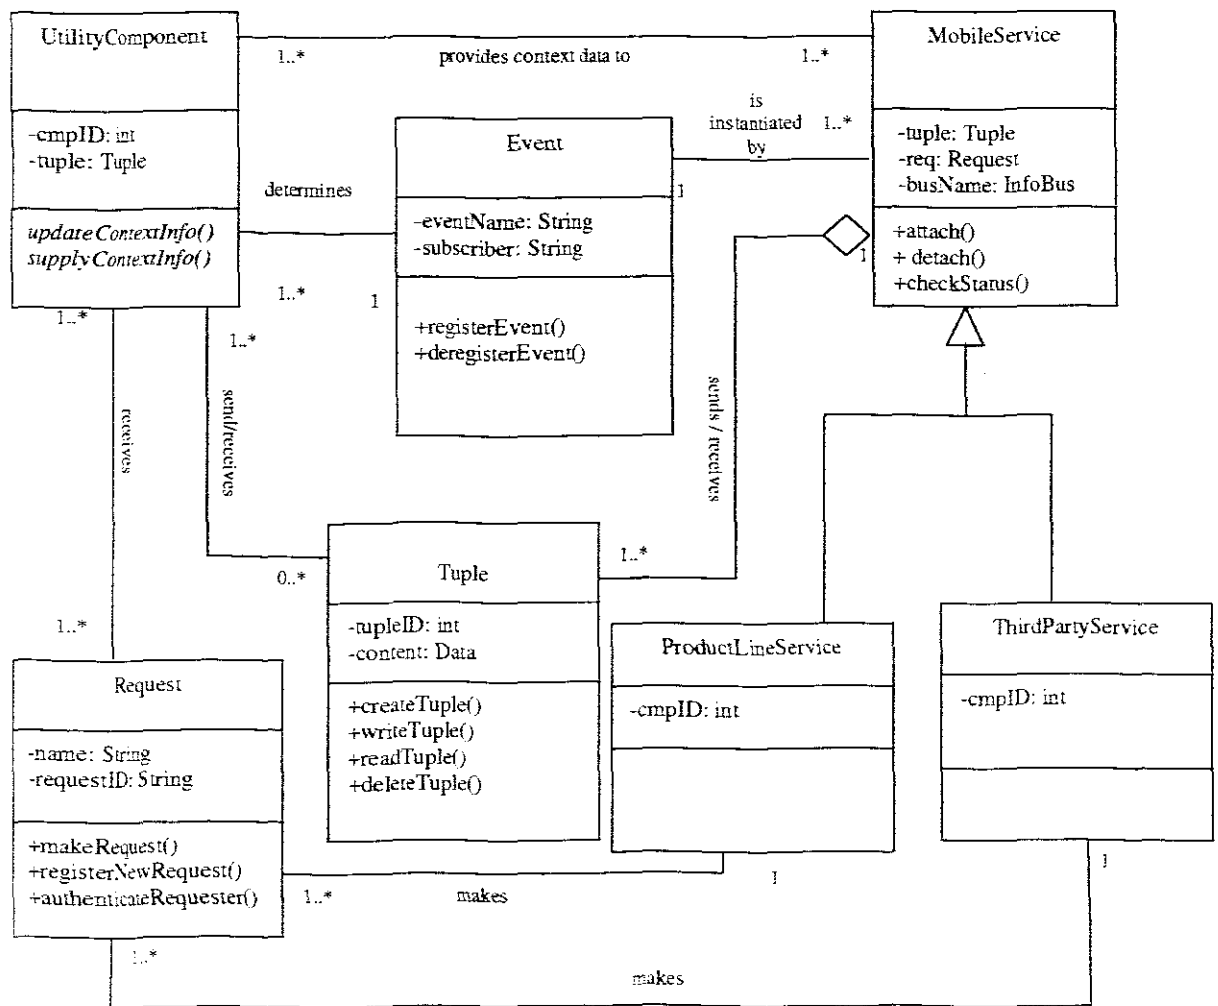 UtilityComponent
-cmpID: int
-tuple: Tuple
updateContextInfo()
supplyContextInfo()
1..*
provides context data to
1..*
MobileService
-tuple: Tuple
-req: Request
-busName: InfoBus
+attach()
+ detach()
+checkStatus()
is
instantiated
by
1..*
1
Event
-eventName: String
-subscriber: String
+registerEvent()
+deregisterEvent()
determines
1..*
1
1..*
receives
1..*
1..*
send/receives
0..*
1
sends / receives
1..*
Tuple
-tupleID: int
-content: Data
+createTuple()
+writeTuple()
+readTuple()
+deleteTuple()
ProductLineService
-cmpID: int
ThirdPartyService
-cmpID: int
Request
-name: String
-requestID: String
+makeRequest()
+registerNewRequest()
+authenticateRequester()
1..*
makes
1
1..*
makes
1